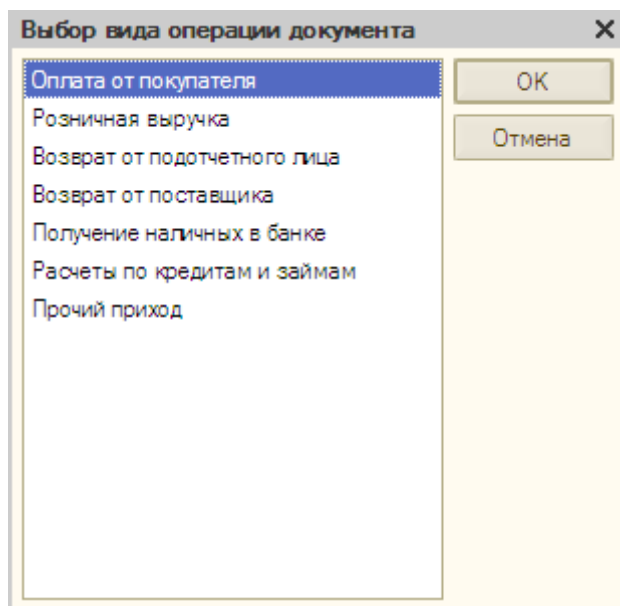 Выбор вида операции документа
Оплата от покупателя
Розничная выручка
Возврат от подотчетного лица
Возврат от поставщика
Получение наличных в банке
Расчеты по кредитам и займам
Прочий приход
OK
Отмена